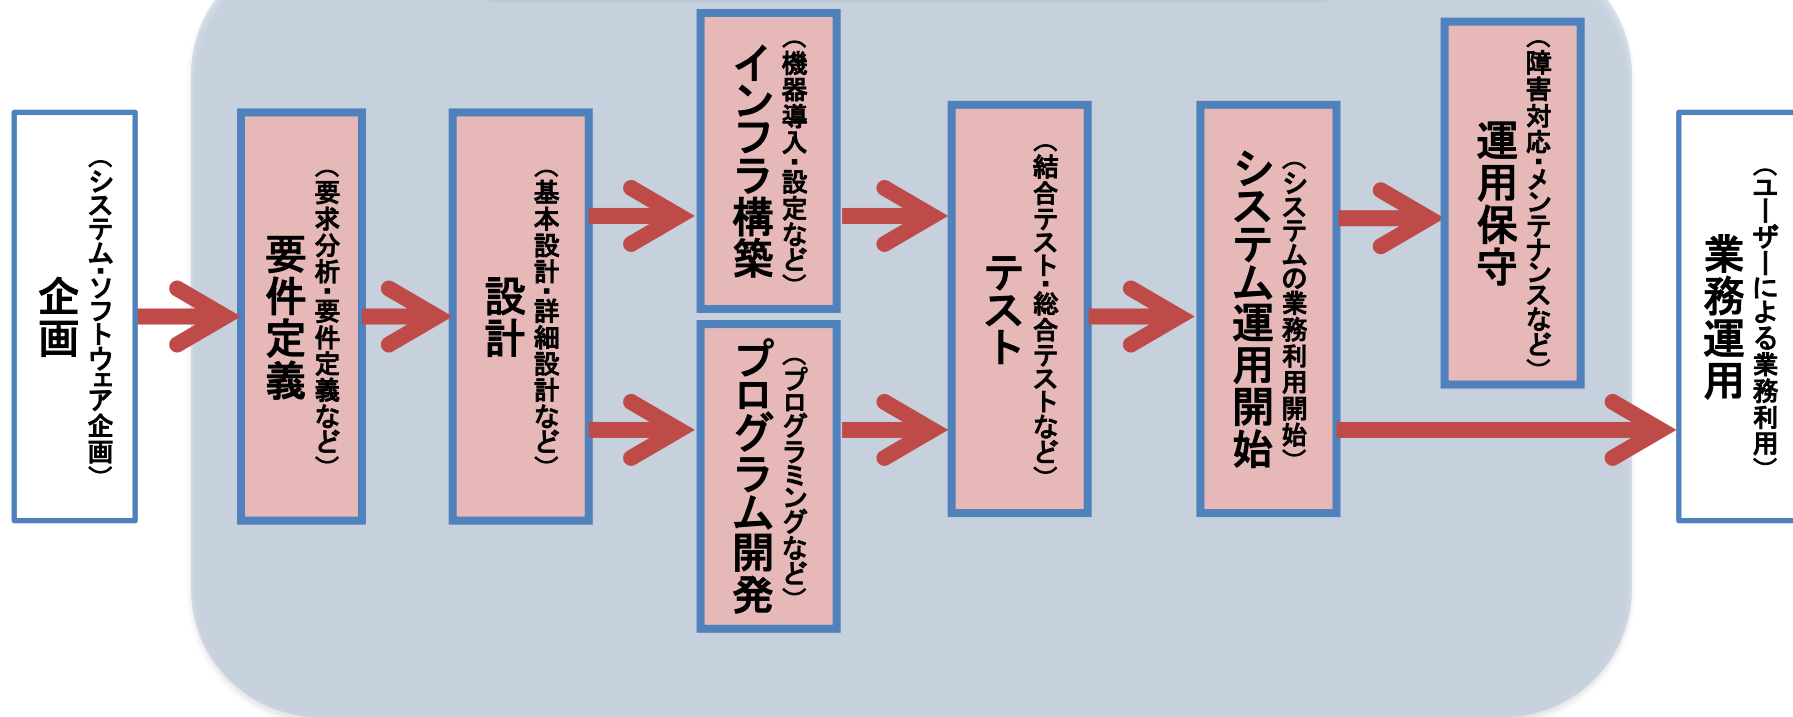 企画
（システム・ソフトウェア企画）
要件定義
（要求分析・要件定義など）
設計
（基本設計・詳細設計など）
インフラ構築
（機器導入・設定など）
プログラム開発
（プログラミングなど）
テスト
（結合テスト・総合テストなど）
システム運用開始
（システムの業務利用開始）
運用保守
（障害対応・メンテナンスなど）
業務運用
（ユーザーによる業務利用）